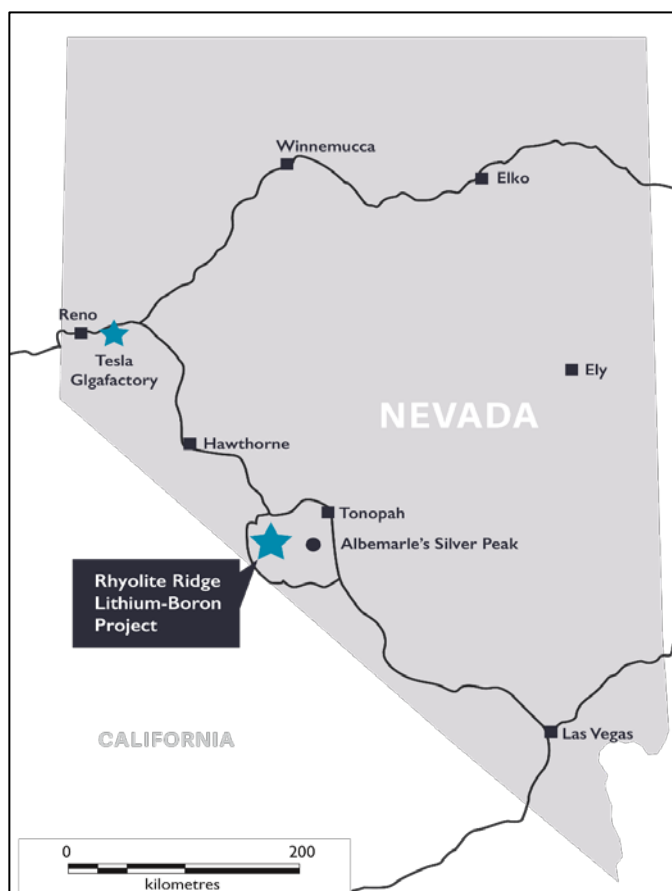 Winnemucca
Elko
Reno
Tesla
GIgafactory
Ely
NEVADA
Hawthorne
Tonopah
Albemarle's Silver Peak
Rhyolite Ridge
Lithium-Boron
Project
CALIFORNIA
Las Vegas
0 200
kilometres